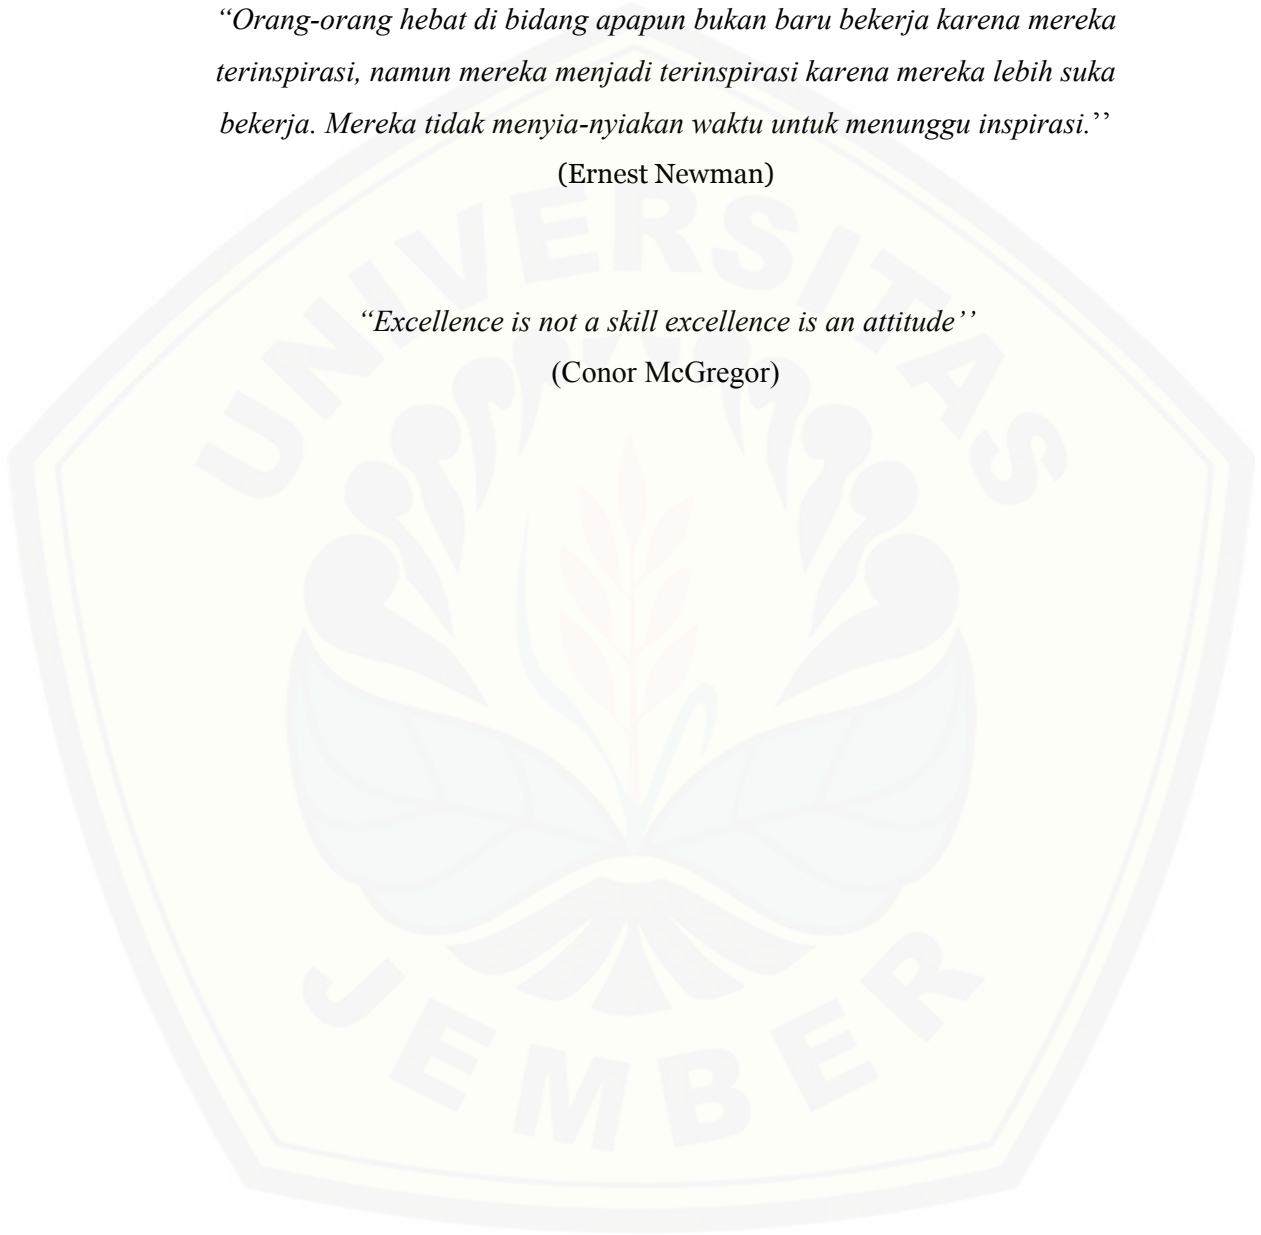 “Orang-orang hebat di bidang apapun bukan baru bekerja karena mereka
terinspirasi, namun mereka menjadi terinspirasi karena mereka lebih suka
bekerja. Mereka tidak menyia-nyiakan waktu untuk menunggu inspirasi.’’
(Ernest Newman)
UNIVERSITAS
“Excellence is not a skill excellence is an attitude’’
(Conor McGregor)
JEMBER